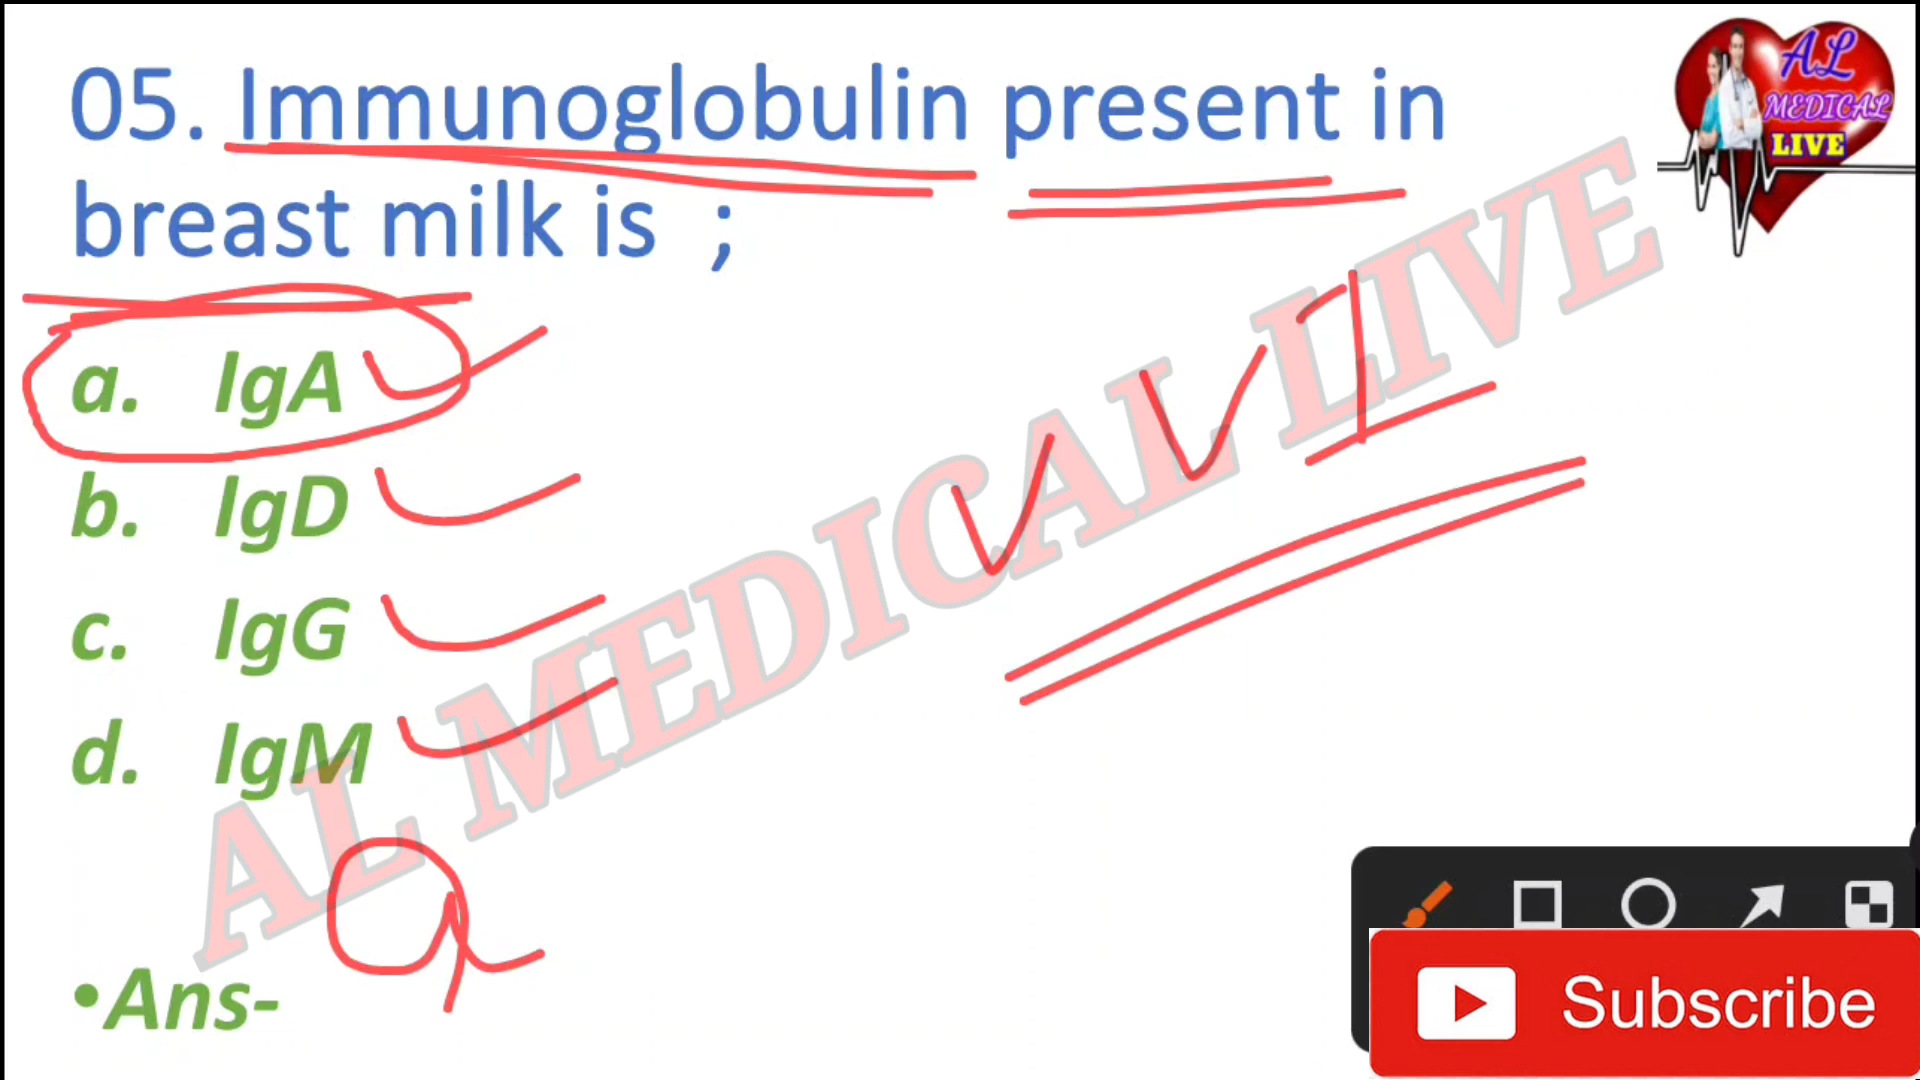 05. Immunoglobulin present in
breast milk is ;
a. IgA
b. IgD
c. IgG
d. IgM
•Ans-
a
AL MEDICAL LIVE
AL
MEDICAL
LIVE
VVI
Subscribe